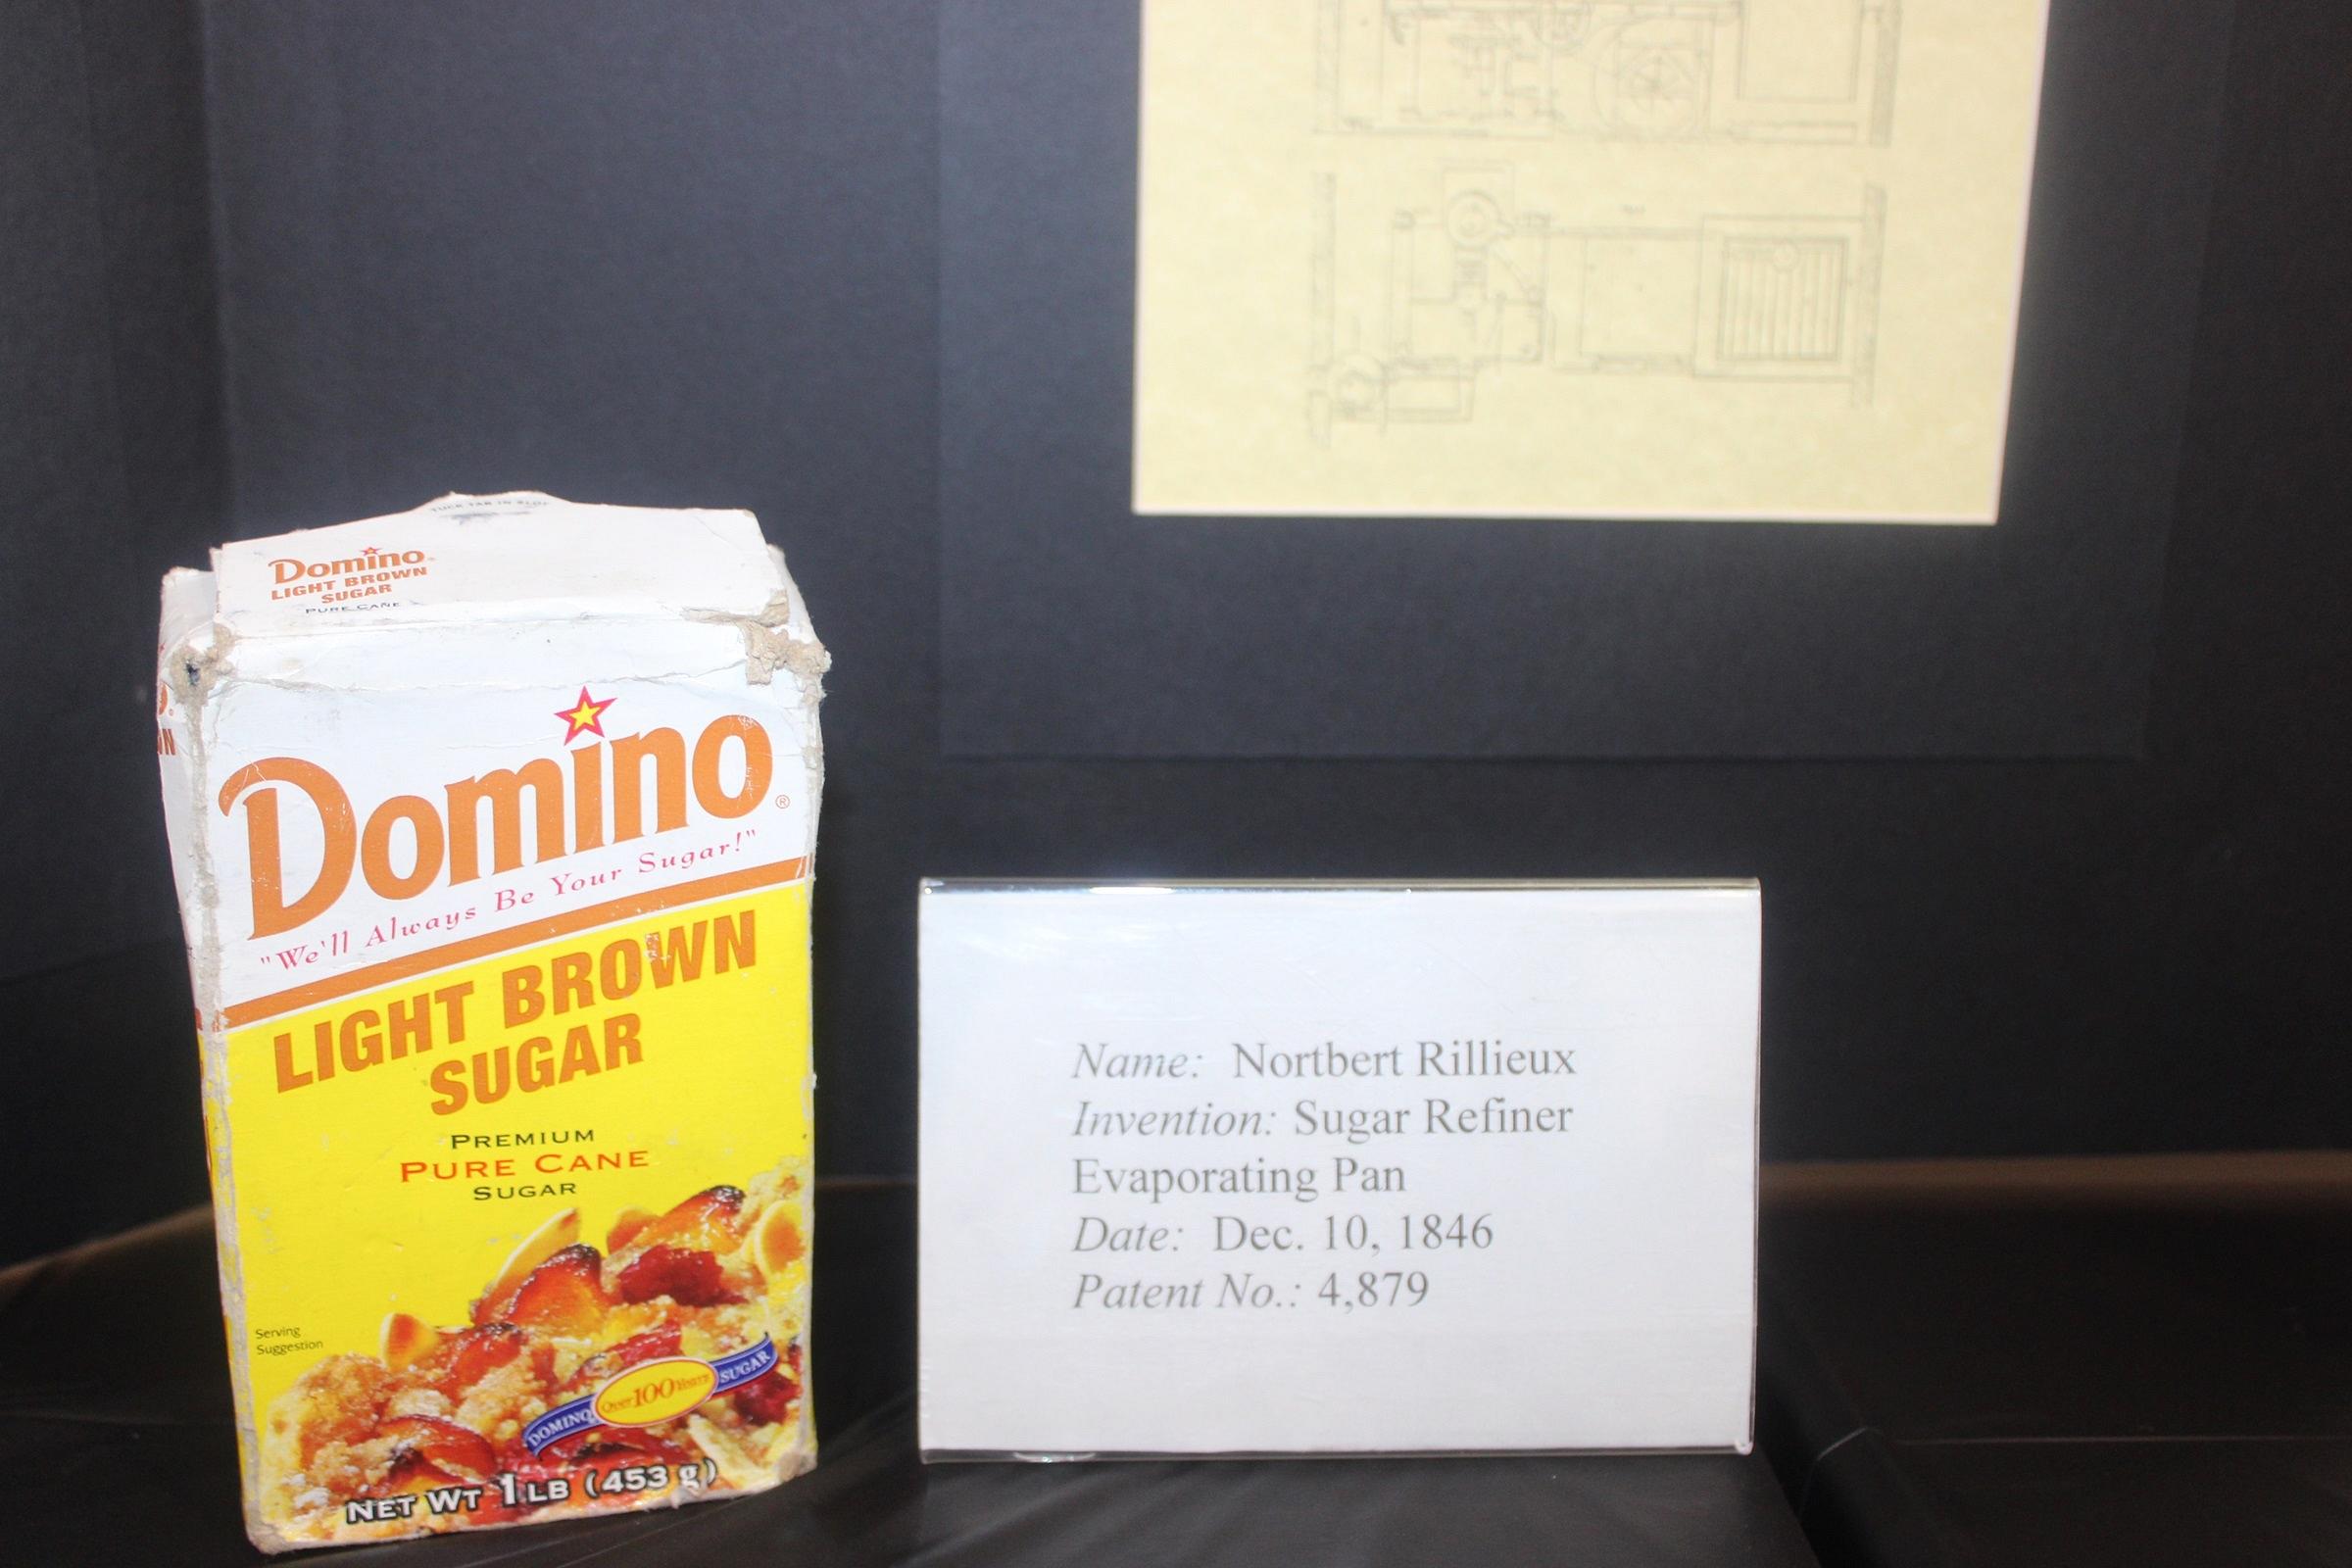 Domino
LIGHT BROWN
SUGAR
PURE CANE
Domino®
"We'll Always Be Your Sugar!"
LIGHT BROWN
SUGAR
PREMIUM
PURE CANE
SUGAR
Serving
Suggestion
DOMINO Over 100 Years SUGAR
NET WT 1 LB (453 g)
Name: Nortbert Rillieux
Invention: Sugar Refiner
Evaporating Pan
Date: Dec. 10, 1846
Patent No.: 4,879